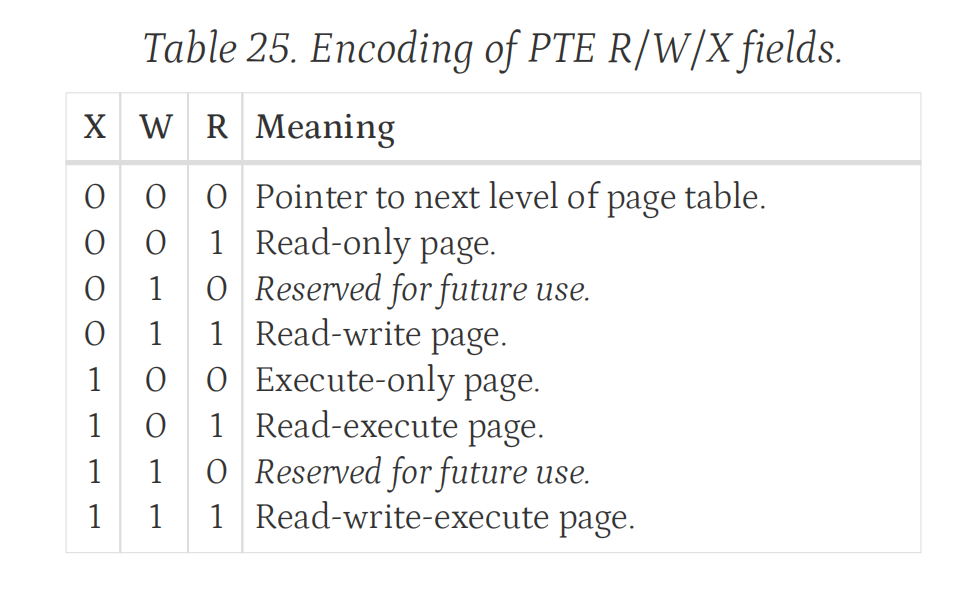 Table 25. Encoding of PTE R/W/X fields.
X W R Meaning
0 0 0 Pointer to next level of page table.
0 0 1 Read-only page.
0 1 0 Reserved for future use.
0 1 1 Read-write page.
1 0 0 Execute-only page.
1 0 1 Read-execute page.
1 1 0 Reserved for future use.
1 1 1 Read-write-execute page.